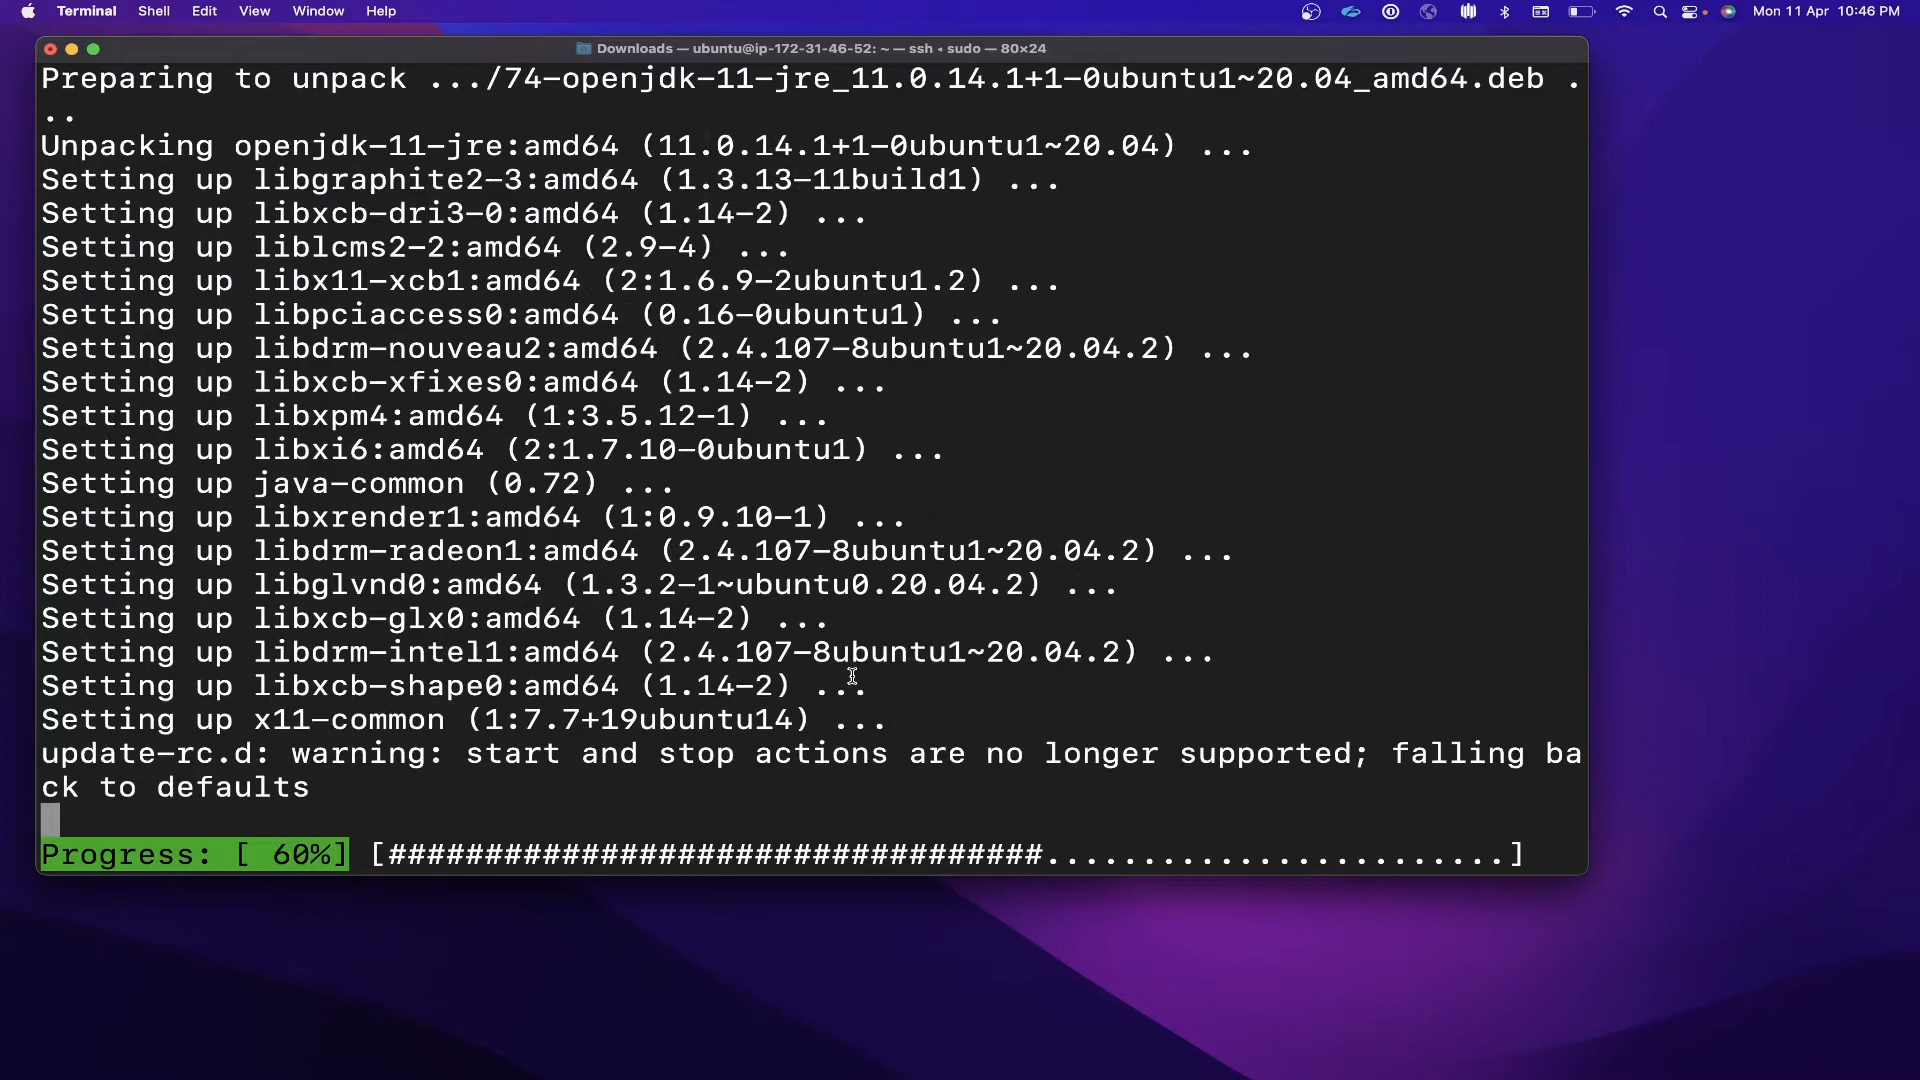 Terminal Shell Edit View Window Help Mon 11 Apr 10:46 PM
Downloads — ubuntu@ip-172-31-46-52: ~ — ssh ◂ sudo — 80×24
Preparing to unpack .../74-openjdk-11-jre_11.0.14.1+1-0ubuntu1~20.04_amd64.deb .
..
Unpacking openjdk-11-jre:amd64 (11.0.14.1+1-0ubuntu1~20.04) ...
Setting up libgraphite2-3:amd64 (1.3.13-11build1) ...
Setting up libxcb-dri3-0:amd64 (1.14-2) ...
Setting up liblcms2-2:amd64 (2.9-4) ...
Setting up libx11-xcb1:amd64 (2:1.6.9-2ubuntu1.2) ...
Setting up libpciaccess0:amd64 (0.16-0ubuntu1) ...
Setting up libdrm-nouveau2:amd64 (2.4.107-8ubuntu1~20.04.2) ...
Setting up libxcb-xfixes0:amd64 (1.14-2) ...
Setting up libxpm4:amd64 (1:3.5.12-1) ...
Setting up libxi6:amd64 (2:1.7.10-0ubuntu1) ...
Setting up java-common (0.72) ...
Setting up libxrender1:amd64 (1:0.9.10-1) ...
Setting up libdrm-radeon1:amd64 (2.4.107-8ubuntu1~20.04.2) ...
Setting up libglvnd0:amd64 (1.3.2-1~ubuntu0.20.04.2) ...
Setting up libxcb-glx0:amd64 (1.14-2) ...
Setting up libdrm-intel1:amd64 (2.4.107-8ubuntu1~20.04.2) ...
Setting up libxcb-shape0:amd64 (1.14-2) ...
Setting up x11-common (1:7.7+19ubuntu14) ...
update-rc.d: warning: start and stop actions are no longer supported; falling ba
ck to defaults
Progress: [ 60%] [##################################........................]